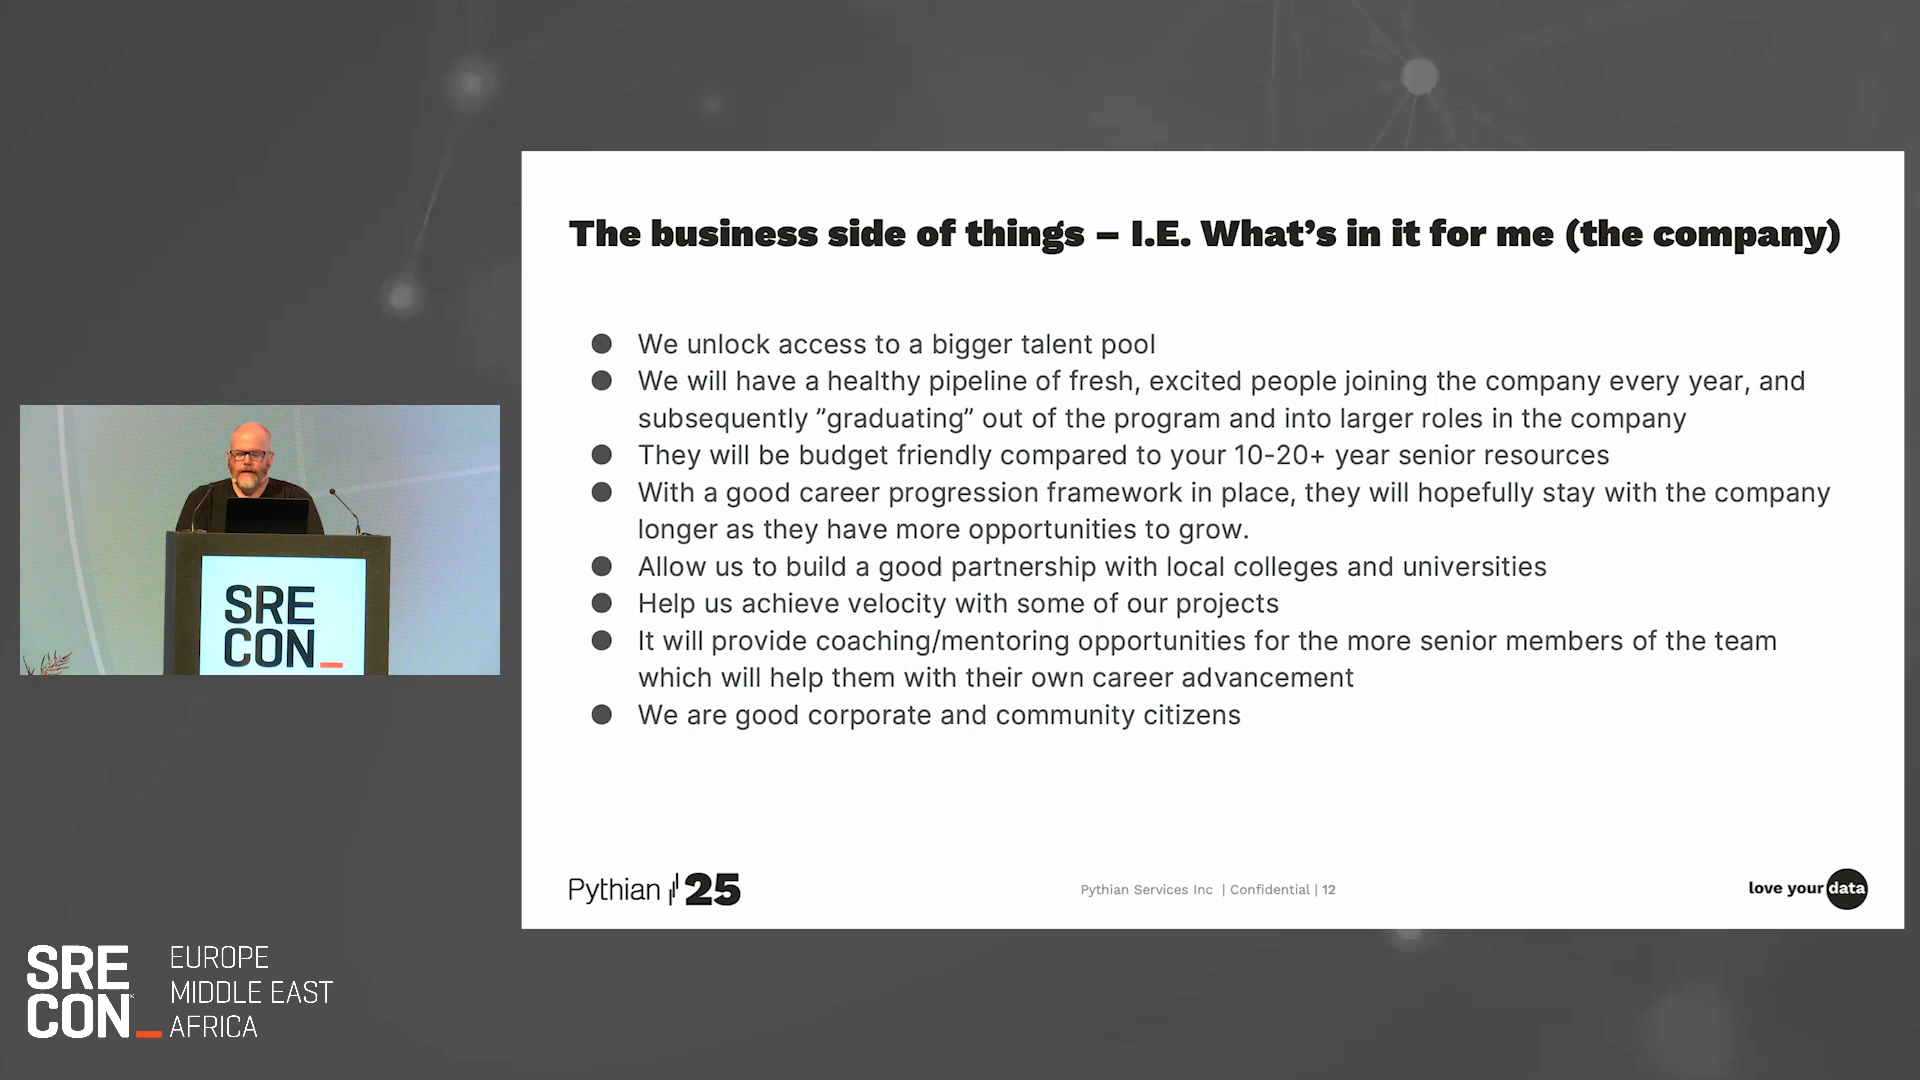 The business side of things – I.E. What's in it for me (the company)
● We unlock access to a bigger talent pool
● We will have a healthy pipeline of fresh, excited people joining the company every year, and
subsequently ”graduating” out of the program and into larger roles in the company
● They will be budget friendly compared to your 10-20+ year senior resources
● With a good career progression framework in place, they will hopefully stay with the company
longer as they have more opportunities to grow.
● Allow us to build a good partnership with local colleges and universities
● Help us achieve velocity with some of our projects
● It will provide coaching/mentoring opportunities for the more senior members of the team
which will help them with their own career advancement
● We are good corporate and community citizens
Pythian 25
Pythian Services Inc | Confidential | 12
love your data
SRE
CON_
SRE
CON_
EUROPE
MIDDLE EAST
AFRICA